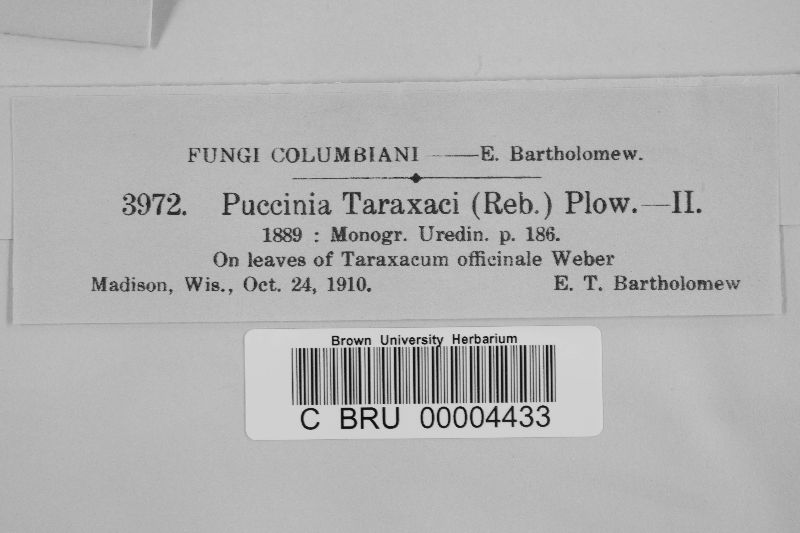 FUNGI COLUMBIANI ——E. Bartholomew.
3972. Puccinia Taraxaci (Reb.) Plow.—II.
1889 : Monogr. Uredin. p. 186.
On leaves of Taraxacum officinale Weber
Madison, Wis., Oct. 24, 1910. E. T. Bartholomew
Brown University Herbarium
C BRU 00004433